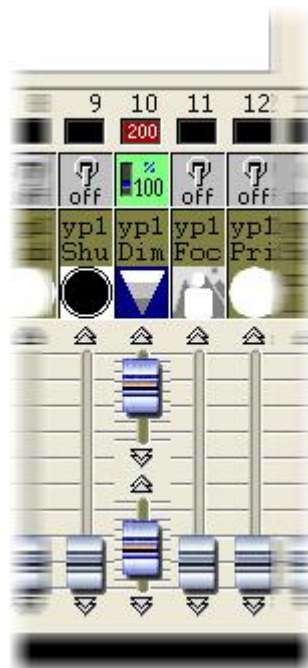 9 10 11 12
200
off % 100 off off
yp1 yp1 yp1 yp1
Shu Dim Foc Pri